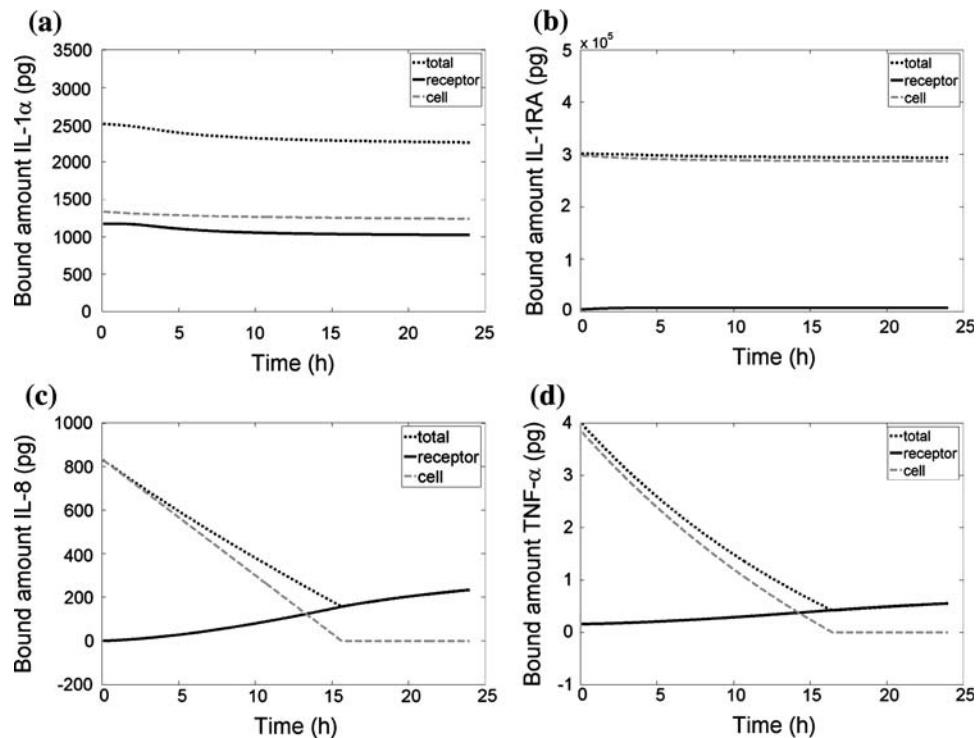 (a)
Bound amount IL-1α (pg)
3500
3000
2500
2000
1500
1000
500
0
0 5 10 15 20 25
Time (h)
total
receptor
cell
(b)
x 10⁵
Bound amount IL-1RA (pg)
5
4
3
2
1
0
0 5 10 15 20 25
Time (h)
total
receptor
cell
(c)
Bound amount IL-8 (pg)
1000
800
600
400
200
0
-200
0 5 10 15 20 25
Time (h)
total
receptor
cell
(d)
Bound amount TNF-α (pg)
4
3
2
1
0
-1
0 5 10 15 20 25
Time (h)
total
receptor
cell